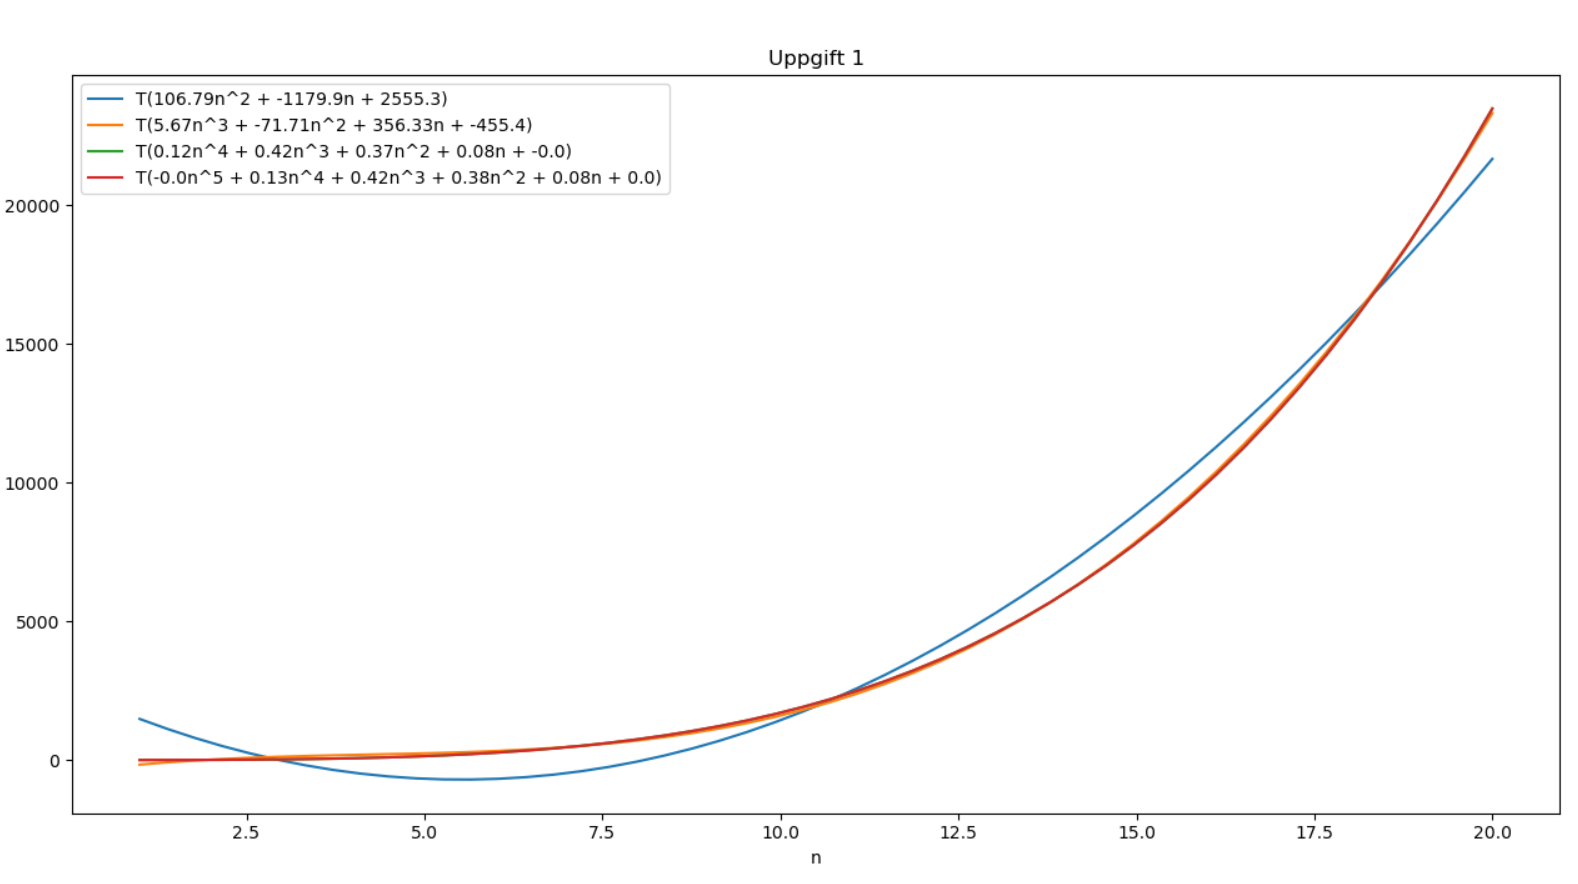 Uppgift 1
T(106.79n^2 + -1179.9n + 2555.3)
T(5.67n^3 + -71.71n^2 + 356.33n + -455.4)
T(0.12n^4 + 0.42n^3 + 0.37n^2 + 0.08n + -0.0)
T(-0.0n^5 + 0.13n^4 + 0.42n^3 + 0.38n^2 + 0.08n + 0.0)
20000
15000
10000
5000
0
2.5 5.0 7.5 10.0 12.5 15.0 17.5 20.0
n